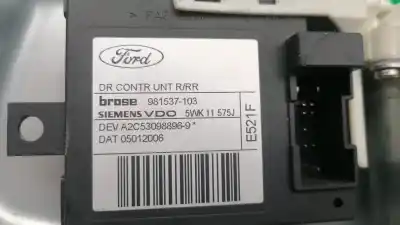 Ford
DR CONTR UNT R/RR
brose 981537-103
SIEMENS VDO 5WK 11 575J
DEV A2C53098896-9*
DAT 05012006
E521F